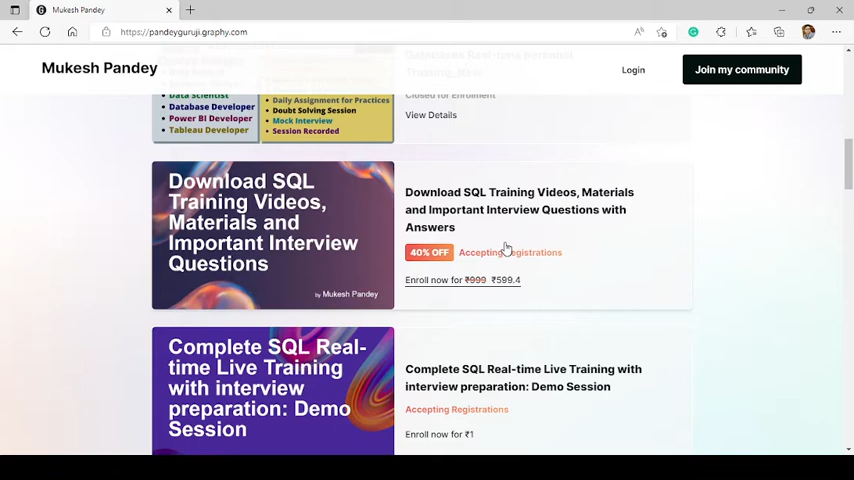 Mukesh Pandey
https://pandeyguruji.graphy.com
Mukesh Pandey
Login
Join my community
Training, Hello
Closed for Enrolment
View Details
Data Scientist
Database Developer
Power BI Developer
Tableau Developer
Daily Assignment for Practices
Doubt Solving Session
Mock Interview
Session Recorded
Download SQL
Training Videos,
Materials and
Important Interview
Questions
by Mukesh Pandey
Download SQL Training Videos, Materials
and Important Interview Questions with
Answers
40% OFF Accepting Registrations
Enroll now for ₹999 ₹599.4
Complete SQL Real-
time Live Training
with interview
preparation: Demo
Session
Complete SQL Real-time Live Training with
interview preparation: Demo Session
Accepting Registrations
Enroll now for ₹1